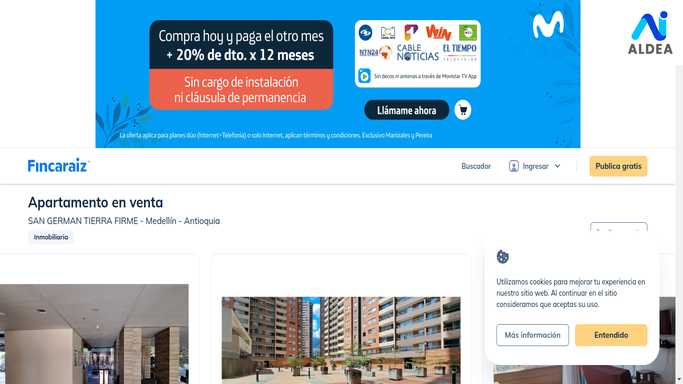 Compra hoy y paga el otro mes
+ 20% de dto. x 12 meses
Sin cargo de instalación
ni cláusula de permanencia
WIN
NTN24
CABLE
NOTICIAS
EL TIEMPO
TELEVISIÓN
Sin decos ni antenas a través de Movistar TV App
Llámame ahora
La oferta aplica para planes dúo (Internet+Telefonía) o solo Internet, aplican términos y condiciones. Exclusivo Manizales y Pereira
ALDEA
Fincaraiz
Buscador
Ingresar
Publica gratis
Apartamento en venta
SAN GERMAN TIERRA FIRME - Medellín - Antioquia
Inmobiliaria
Utilizamos cookies para mejorar tu experiencia en
nuestro sitio web. Al continuar en el sitio
consideramos que aceptas su uso.
Más información
Entendido